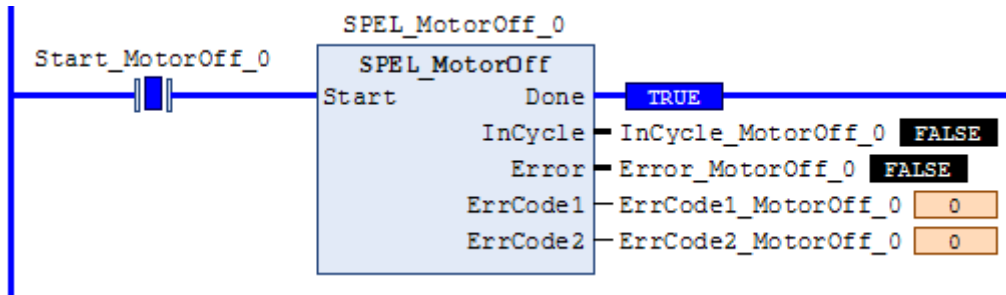 SPEL_MotorOff_0
Start_MotorOff_0
SPEL_MotorOff
Start Done TRUE
InCycle InCycle_MotorOff_0 FALSE
Error Error_MotorOff_0 FALSE
ErrCode1 ErrCode1_MotorOff_0 0
ErrCode2 ErrCode2_MotorOff_0 0